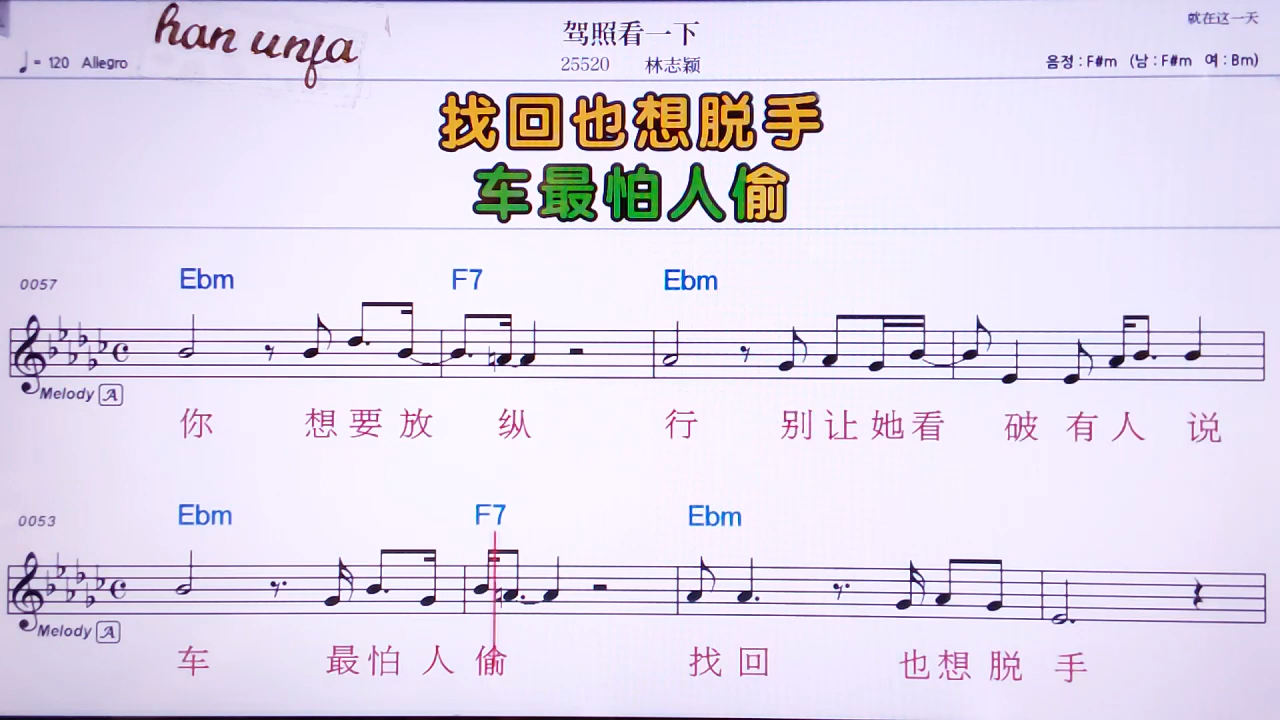 han unfa
驾照看一下
就在这一天
♩= 120 Allegro
25520 林志颖
음정 : F#m (남 : F#m 여 : Bm)
找回也想脱手
车最怕人偷
0057
Ebm F7 Ebm
Melody A
你 想要放 纵 行 别让她看 破 有人 说
0053
Ebm F7 Ebm
Melody A
车 最怕 人 偷 找回 也想脱 手